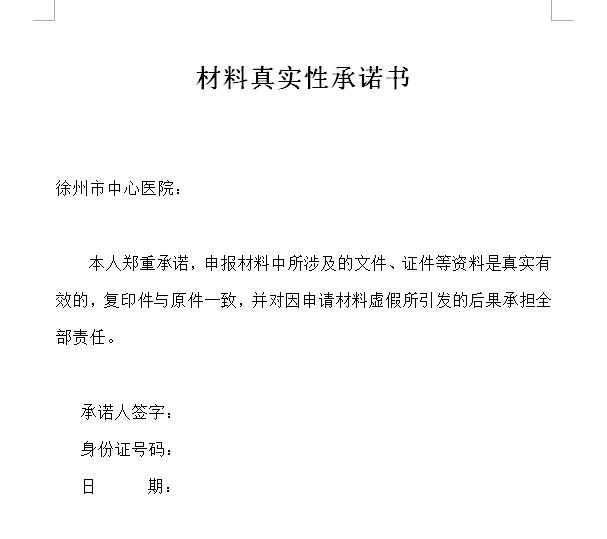 材料真实性承诺书
徐州市中心医院：
本人郑重承诺，申报材料中所涉及的文件、证件等资料是真实有
效的，复印件与原件一致，并对因申请材料虚假所引发的后果承担全
部责任。
承诺人签字：
身份证号码：
日　　　期：